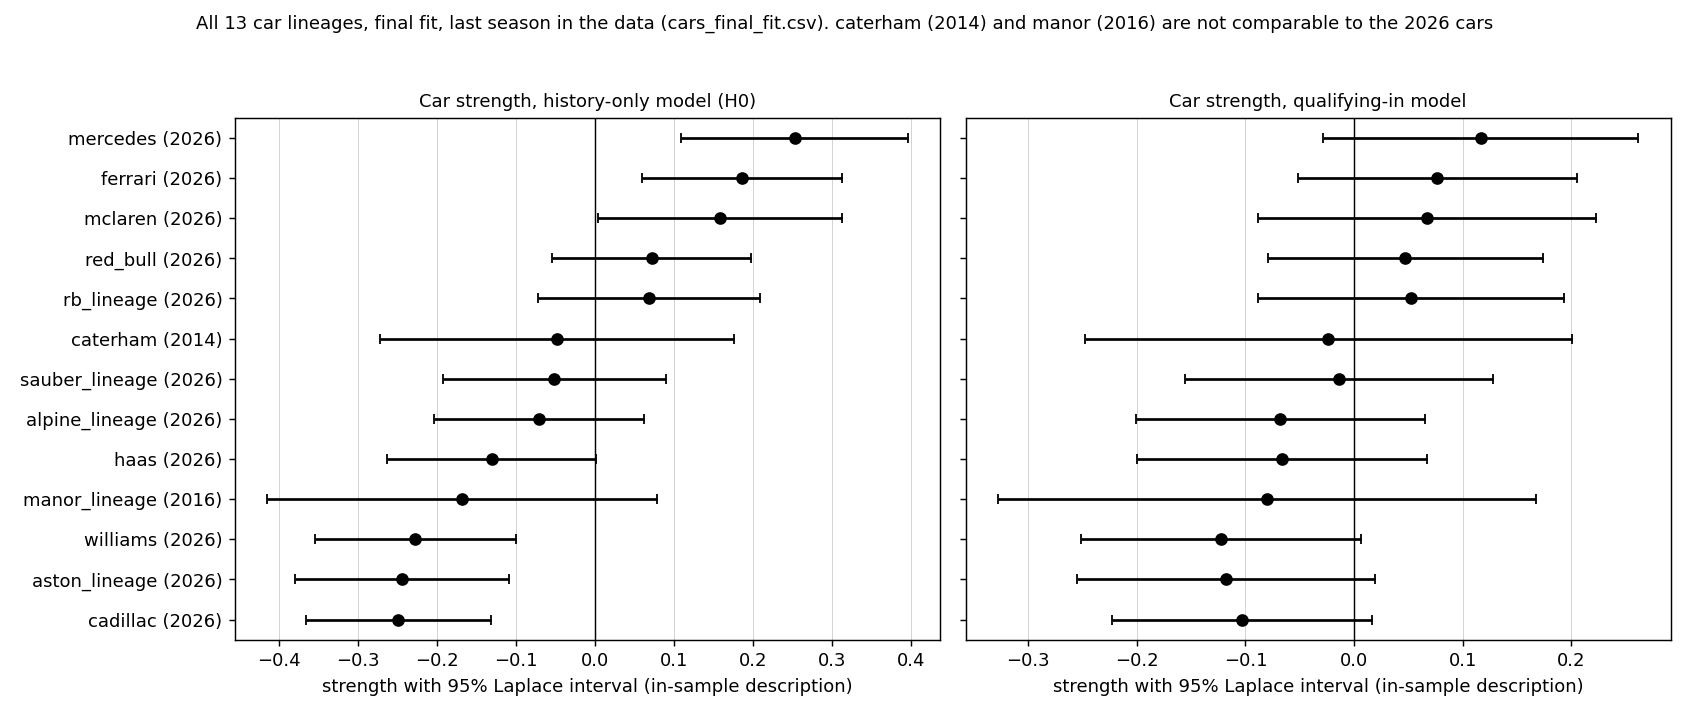 All 13 car lineages, final fit, last season in the data (cars_final_fit.csv). caterham (2014) and manor (2016) are not comparable to the 2026 cars
Car strength, history-only model (H0)
mercedes (2026)
ferrari (2026)
mclaren (2026)
red_bull (2026)
rb_lineage (2026)
caterham (2014)
sauber_lineage (2026)
alpine_lineage (2026)
haas (2026)
manor_lineage (2016)
williams (2026)
aston_lineage (2026)
cadillac (2026)
−0.4 −0.3 −0.2 −0.1 0.0 0.1 0.2 0.3 0.4
strength with 95% Laplace interval (in-sample description)
Car strength, qualifying-in model
−0.3 −0.2 −0.1 0.0 0.1 0.2
strength with 95% Laplace interval (in-sample description)